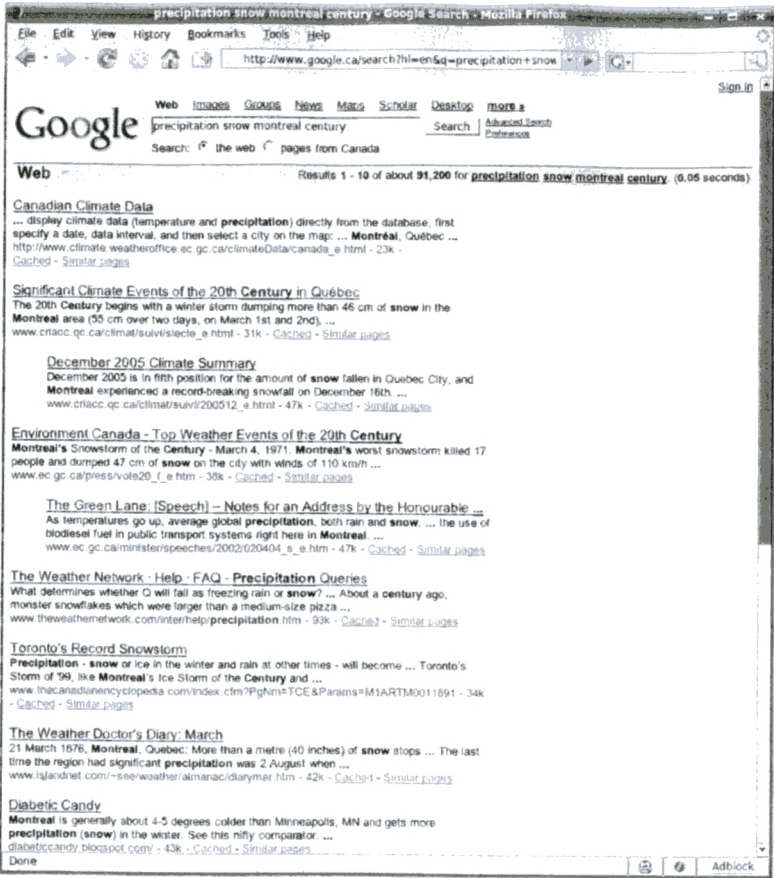 precipitation snow montreal century - Google Search - Mozilla Firefox
File Edit View History Bookmarks Tools Help
http://www.google.ca/search?hl=en&q=precipitation+snow
Sign in
Web Images Groups News Maps Scholar Desktop more »
Google
precipitation snow montreal century
Search
Advanced Search
Preferences
Search: the web pages from Canada
Web
Results 1 - 10 of about 91,200 for precipitation snow montreal century. (0.05 seconds)
Canadian Climate Data
... display climate data (temperature and precipitation) directly from the database, first
specify a date, data interval, and then select a city on the map: ... Montréal, Québec ...
http://www.climate.weatheroffice.ec.gc.ca/climateData/canada_e.html - 23k -
Cached - Similar pages
Significant Climate Events of the 20th Century in Québec
The 20th Century begins with a winter storm dumping more than 46 cm of snow in the
Montreal area (55 cm over two days, on March 1st and 2nd), ...
www.criacc.qc.ca/climat/suivi/siecle_e.html - 31k - Cached - Similar pages
December 2005 Climate Summary
December 2005 is in fifth position for the amount of snow fallen in Quebec City, and
Montreal experienced a record-breaking snowfall on December 16th. ...
www.criacc.qc.ca/climat/suivi/200512_e.html - 47k - Cached - Similar pages
Environment Canada - Top Weather Events of the 20th Century
Montreal's Snowstorm of the Century - March 4, 1971. Montreal's worst snowstorm killed 17
people and dumped 47 cm of snow on the city with winds of 110 km/h ...
www.ec.gc.ca/press/vote20_f_e.htm - 38k - Cached - Similar pages
The Green Lane: [Speech] – Notes for an Address by the Honourable ...
As temperatures go up, average global precipitation, both rain and snow, ... the use of
biodiesel fuel in public transport systems right here in Montreal. ...
www.ec.gc.ca/minister/speeches/2002/020404_s_e.htm - 47k - Cached - Similar pages
The Weather Network · Help · FAQ - Precipitation Queries
What determines whether Q will fall as freezing rain or snow? ... About a century ago,
monster snowflakes which were larger than a medium-size pizza ...
www.theweathernetwork.com/inter/help/precipitation.htm - 93k - Cached - Similar pages
Toronto's Record Snowstorm
Precipitation - snow or ice in the winter and rain at other times - will become ... Toronto's
Storm of '99, like Montreal's Ice Storm of the Century and ...
www.thecanadianencyclopedia.com/index.cfm?PgNm=TCE&Params=M1ARTM0011891 - 34k
- Cached - Similar pages
The Weather Doctor's Diary: March
21 March 1876, Montreal, Quebec: More than a metre (40 inches) of snow stops ... The last
time the region had significant precipitation was 2 August when ...
www.islandnet.com/~see/weather/almanac/diarymar.htm - 42k - Cached - Similar pages
Diabetic Candy
Montreal is generally about 4-5 degrees colder than Minneapolis, MN and gets more
precipitation (snow) in the winter. See this nifty comparator. ...
diabeticcandy.blogspot.com/ - 43k - Cached - Similar pages
Done
Adblock